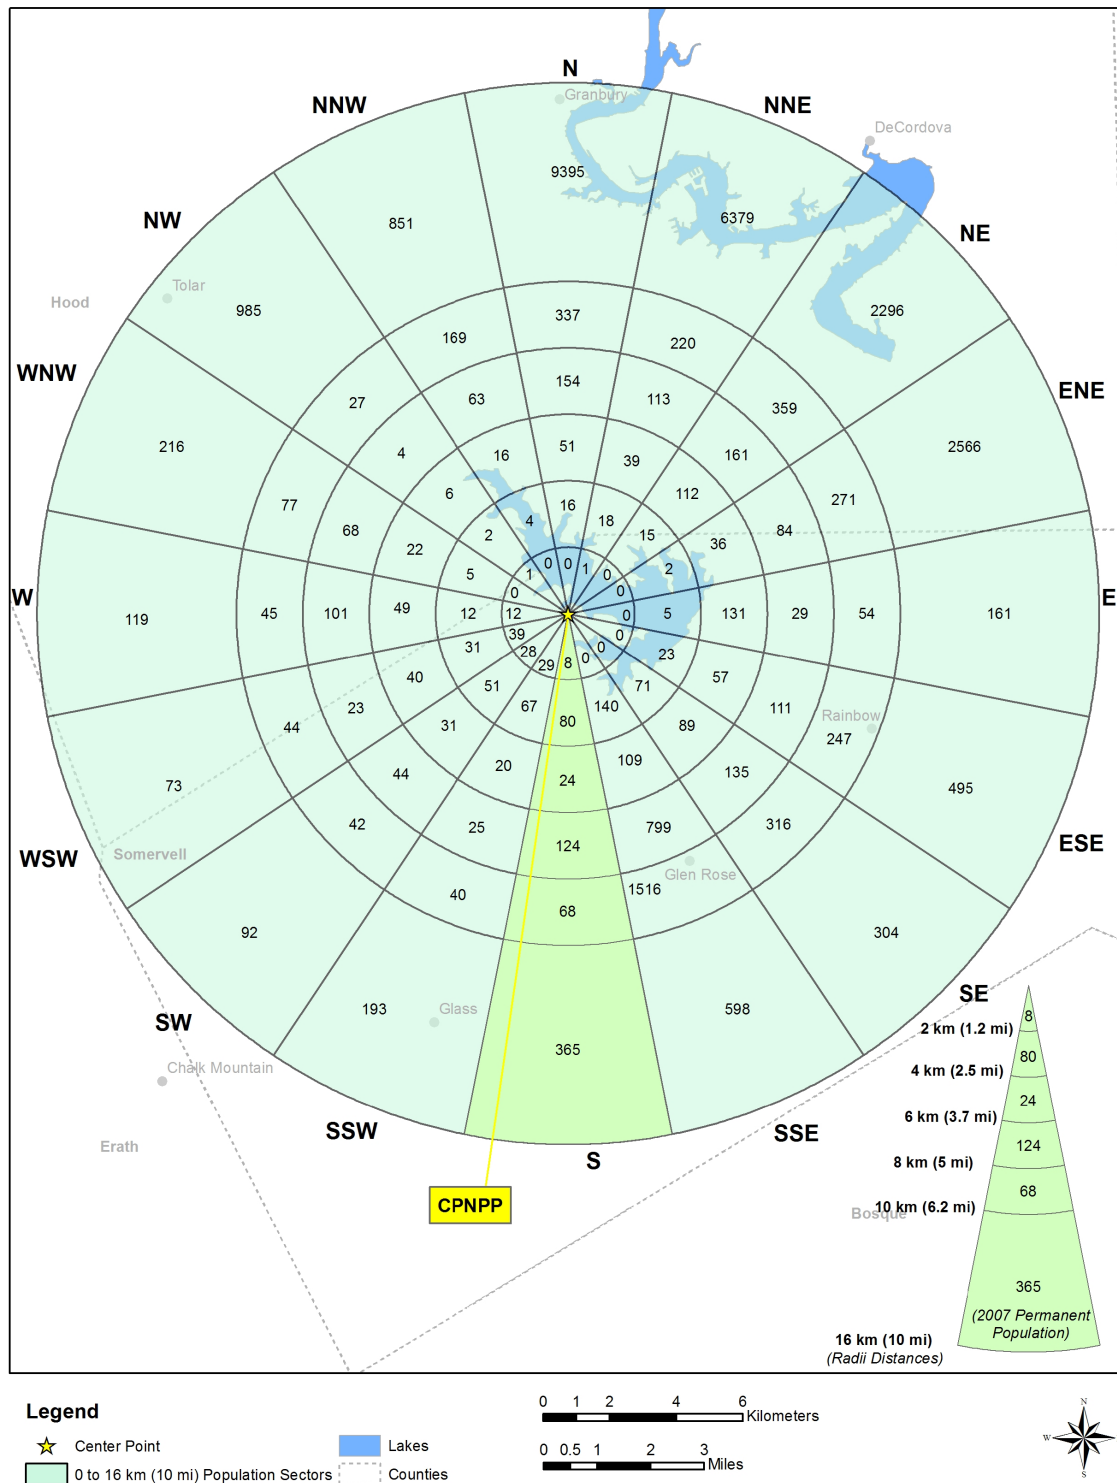 N
NNW
Granbury
NNE
DeCordova
9395
6379
851
NW
NE
Tolar
Hood
985
2296
337
169
220
WNW
154
ENE
27
63
113
359
216
4
16
51
39
161
2566
77
6
112
271
68
22
2
4
16
18
15
36
84
5
1
0
0
1
0
2
0
0
W
119
45
101
49
12
12
0
5
131
29
54
161
E
39
0
31
28
29
8
0
0
23
40
51
71
57
23
67
80
140
111
Rainbow
44
31
89
247
73
20
24
109
135
495
44
42
25
124
799
316
WSW
Somervell
ESE
Glen Rose
40
68
1516
92
304
SW
193
Glass
598
SE
365
8
2 km (1.2 mi)
80
4 km (2.5 mi)
Chalk Mountain
24
6 km (3.7 mi)
SSW
SSE
124
Erath
S
8 km (5 mi)
68
CPNPP
10 km (6.2 mi)
Bosque
365
(2007 Permanent
Population)
16 km (10 mi)
(Radii Distances)
Legend
Center Point
0 to 16 km (10 mi) Population Sectors
Lakes
Counties
0 1 2 4 6
Kilometers
0 0.5 1 2 3
Miles
N
W
S